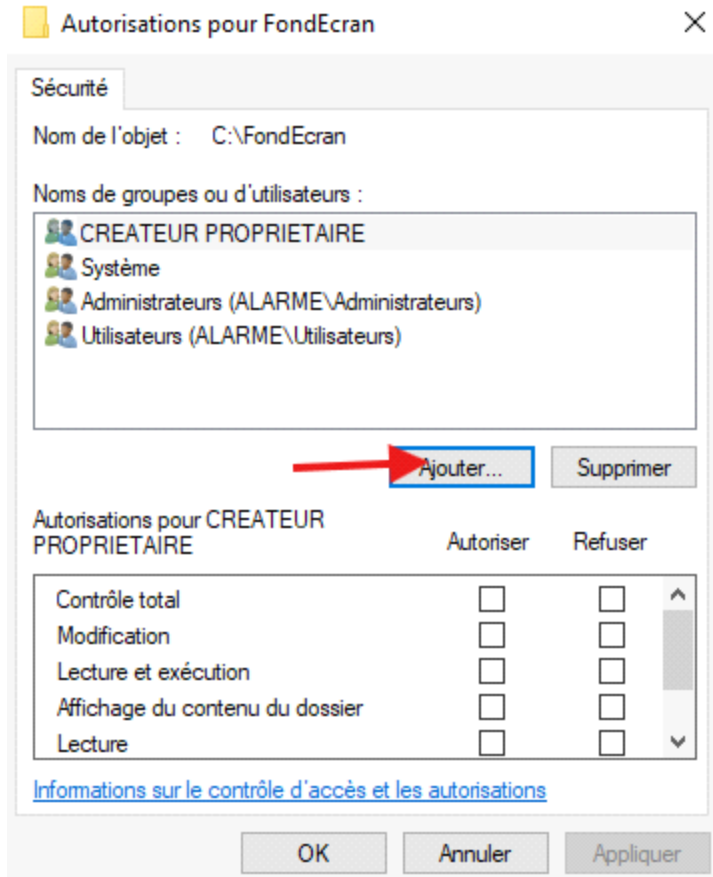 Autorisations pour FondEcran
Sécurité
Nom de l'objet : C:\FondEcran
Noms de groupes ou d'utilisateurs :
CREATEUR PROPRIETAIRE
Système
Administrateurs (ALARME\Administrateurs)
Utilisateurs (ALARME\Utilisateurs)
Ajouter... Supprimer
Autorisations pour CREATEUR
PROPRIETAIRE Autoriser Refuser
Contrôle total
Modification
Lecture et exécution
Affichage du contenu du dossier
Lecture
Informations sur le contrôle d'accès et les autorisations
OK Annuler Appliquer